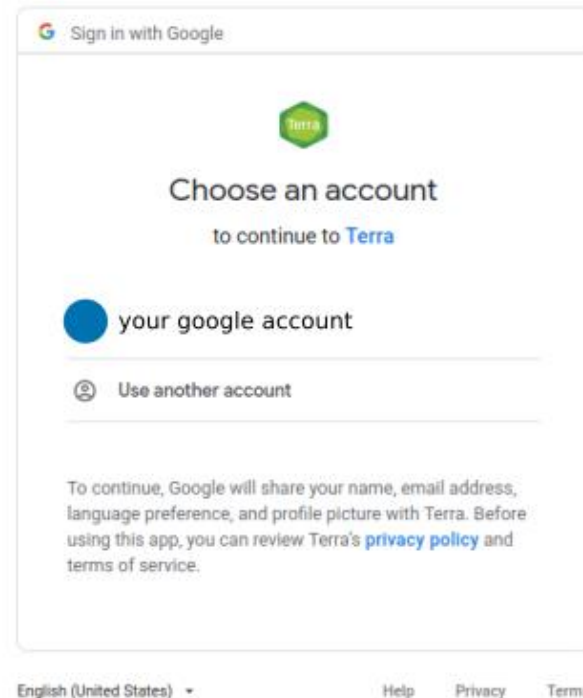 Sign in with Google
Terra
Choose an account
to continue to Terra
your google account
Use another account
To continue, Google will share your name, email address,
language preference, and profile picture with Terra. Before
using this app, you can review Terra's privacy policy and
terms of service.
English (United States) Help Privacy Term